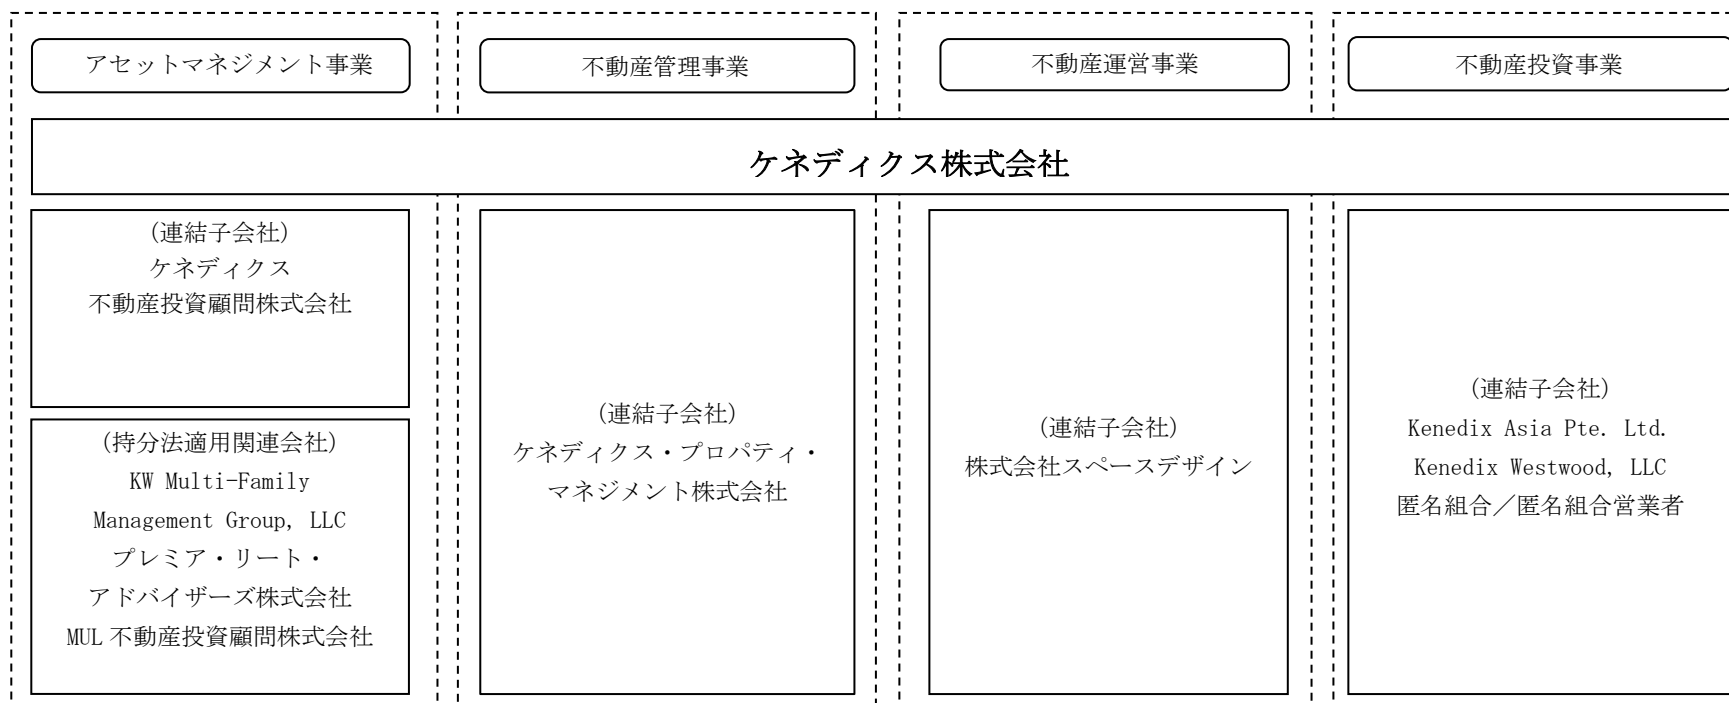 アセットマネジメント事業
不動産管理事業
不動産運営事業
不動産投資事業
ケネディクス株式会社
(連結子会社)
ケネディクス
不動産投資顧問株式会社
(持分法適用関連会社)
KW Multi-Family
Management Group, LLC
プレミア・リート・
アドバイザーズ株式会社
MUL 不動産投資顧問株式会社
(連結子会社)
ケネディクス・プロパティ・
マネジメント株式会社
(連結子会社)
株式会社スペースデザイン
(連結子会社)
Kenedix Asia Pte. Ltd.
Kenedix Westwood, LLC
匿名組合／匿名組合営業者